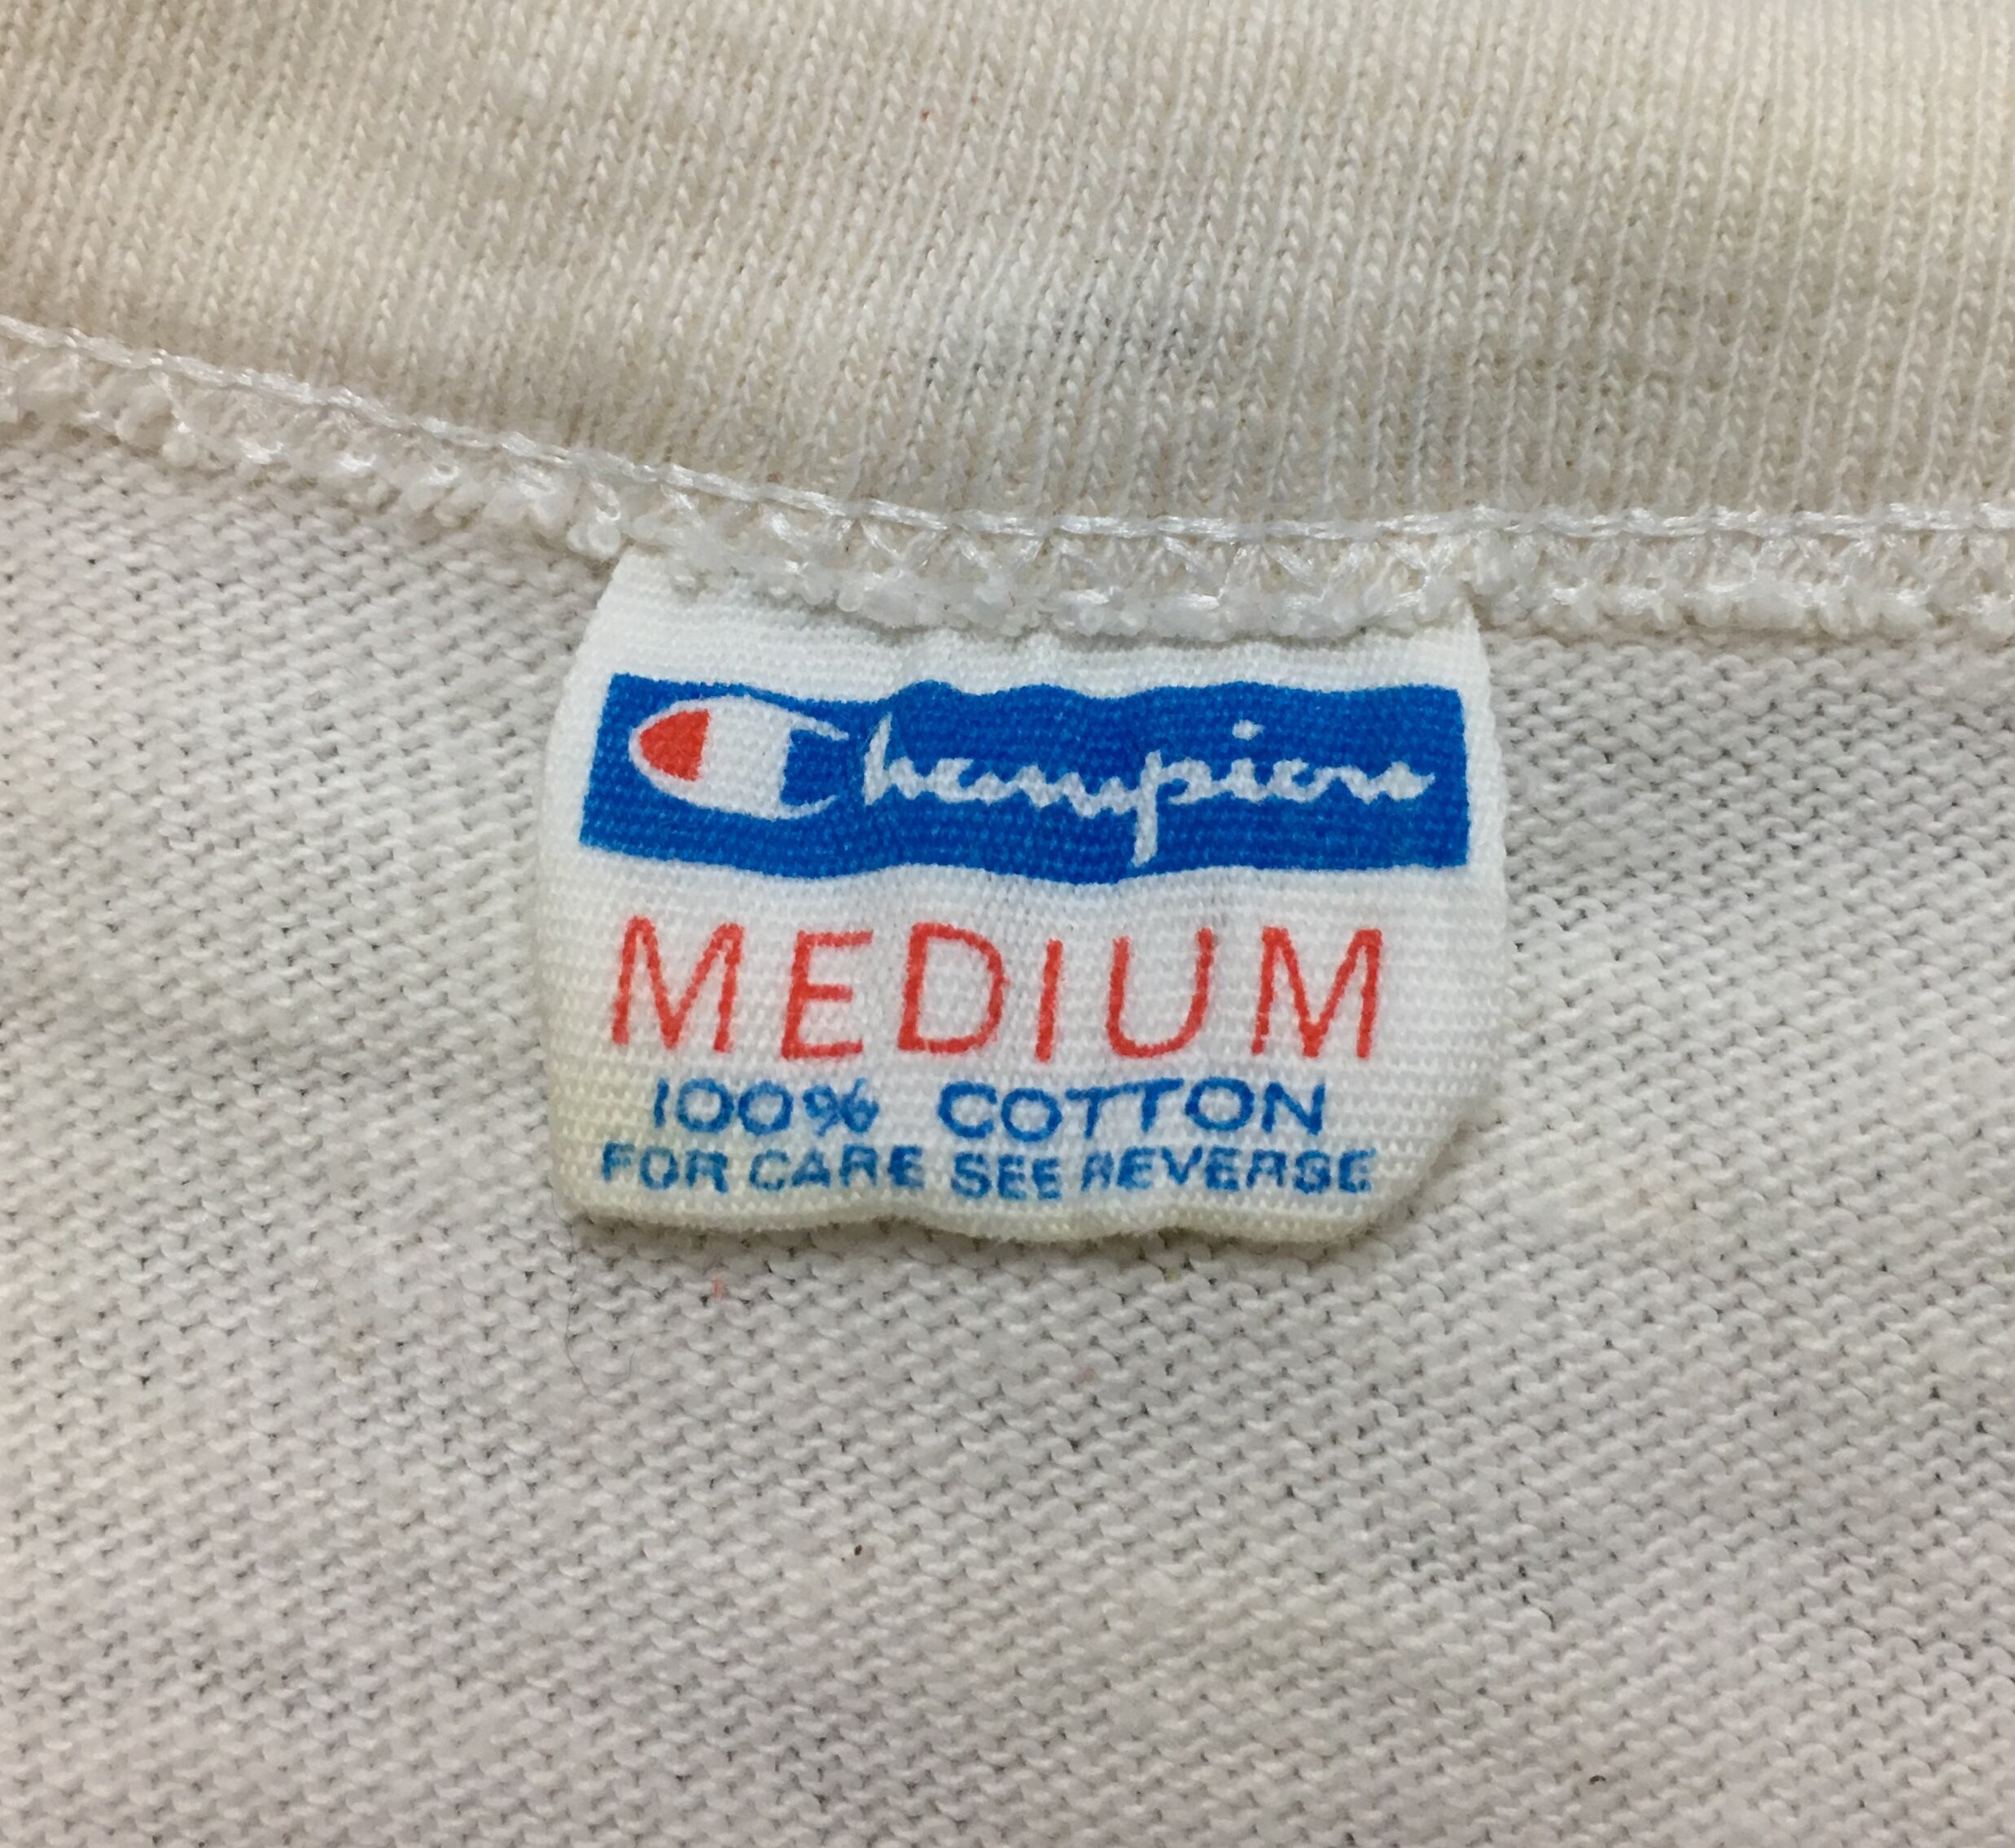 Champion
MEDIUM
100% COTTON
FOR CARE SEE REVERSE